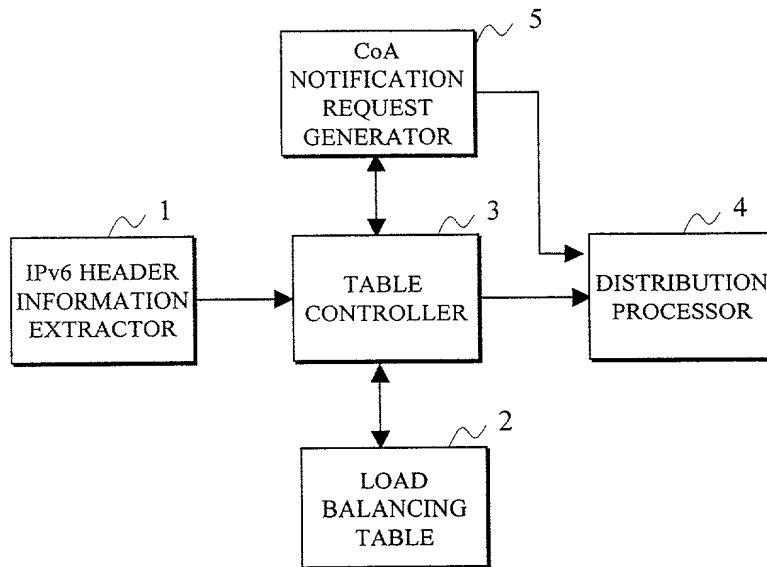 5
CoA
NOTIFICATION
REQUEST
GENERATOR
1
IPv6 HEADER
INFORMATION
EXTRACTOR
3
TABLE
CONTROLLER
4
DISTRIBUTION
PROCESSOR
2
LOAD
BALANCING
TABLE